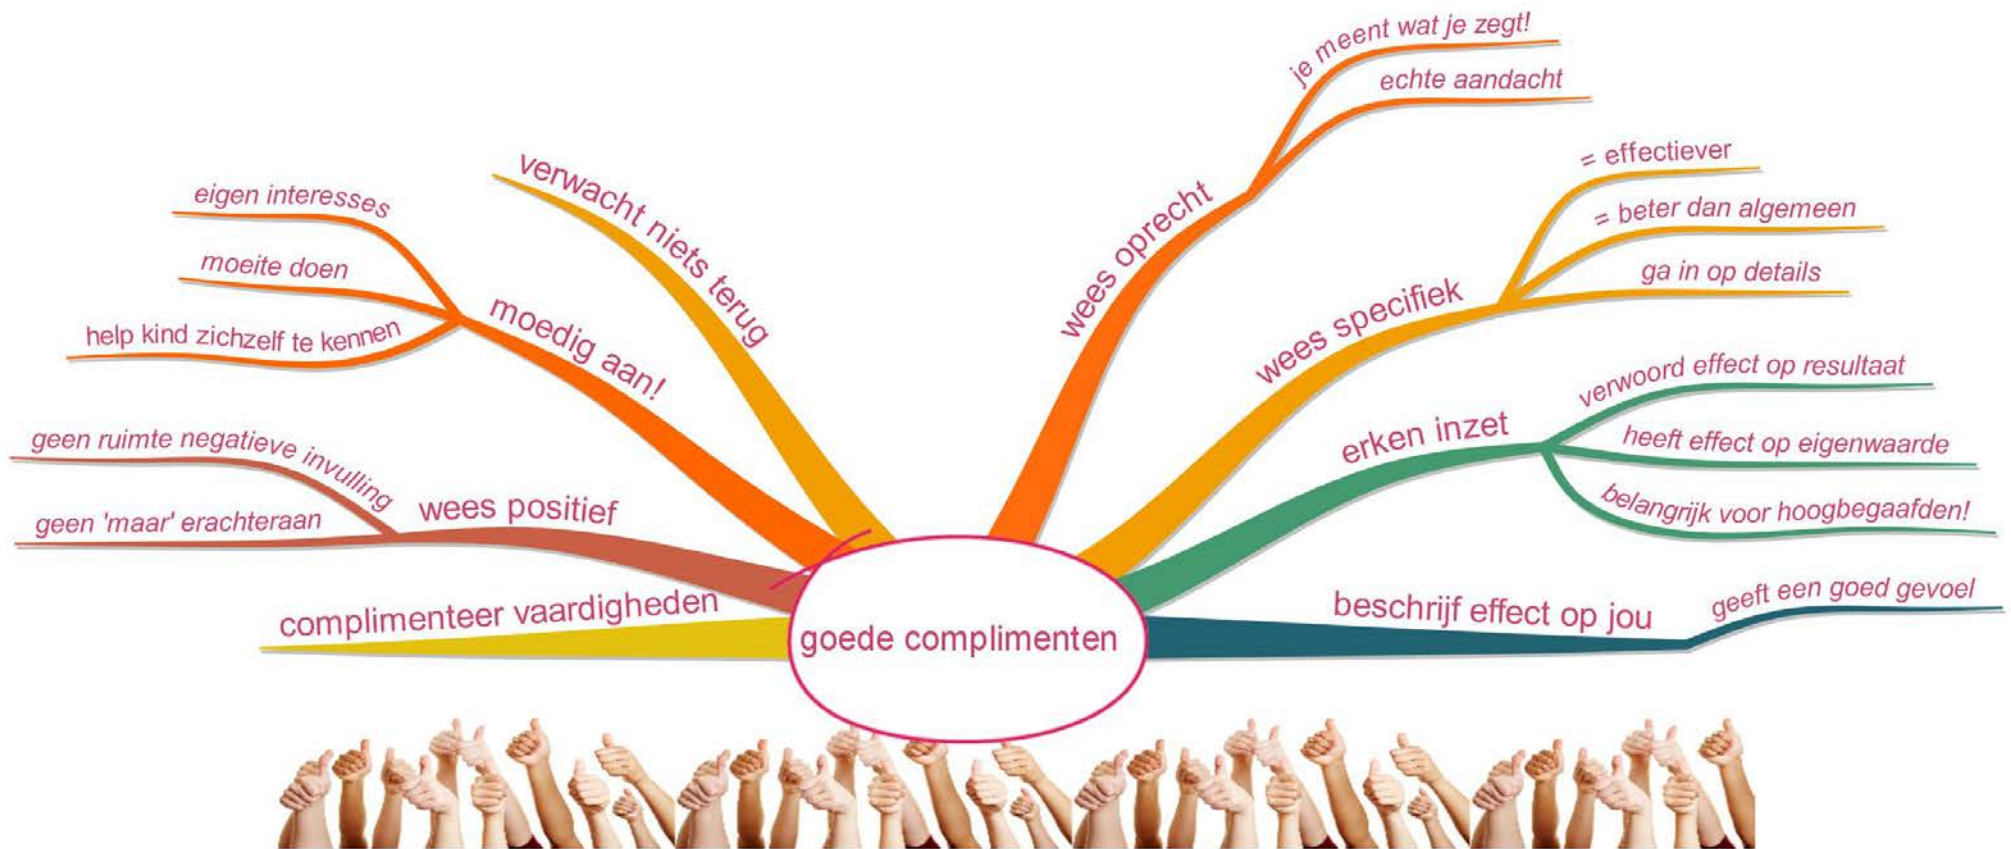 goede complimenten
wees oprecht
je meent wat je zegt!
echte aandacht
wees specifiek
= effectiever
= beter dan algemeen
ga in op details
erken inzet
verwoord effect op resultaat
heeft effect op eigenwaarde
belangrijk voor hoogbegaafden!
beschrijf effect op jou
geeft een goed gevoel
complimenteer vaardigheden
wees positief
geen ruimte negatieve invulling
geen 'maar' erachteraan
moedig aan!
eigen interesses
moeite doen
help kind zichzelf te kennen
verwacht niets terug